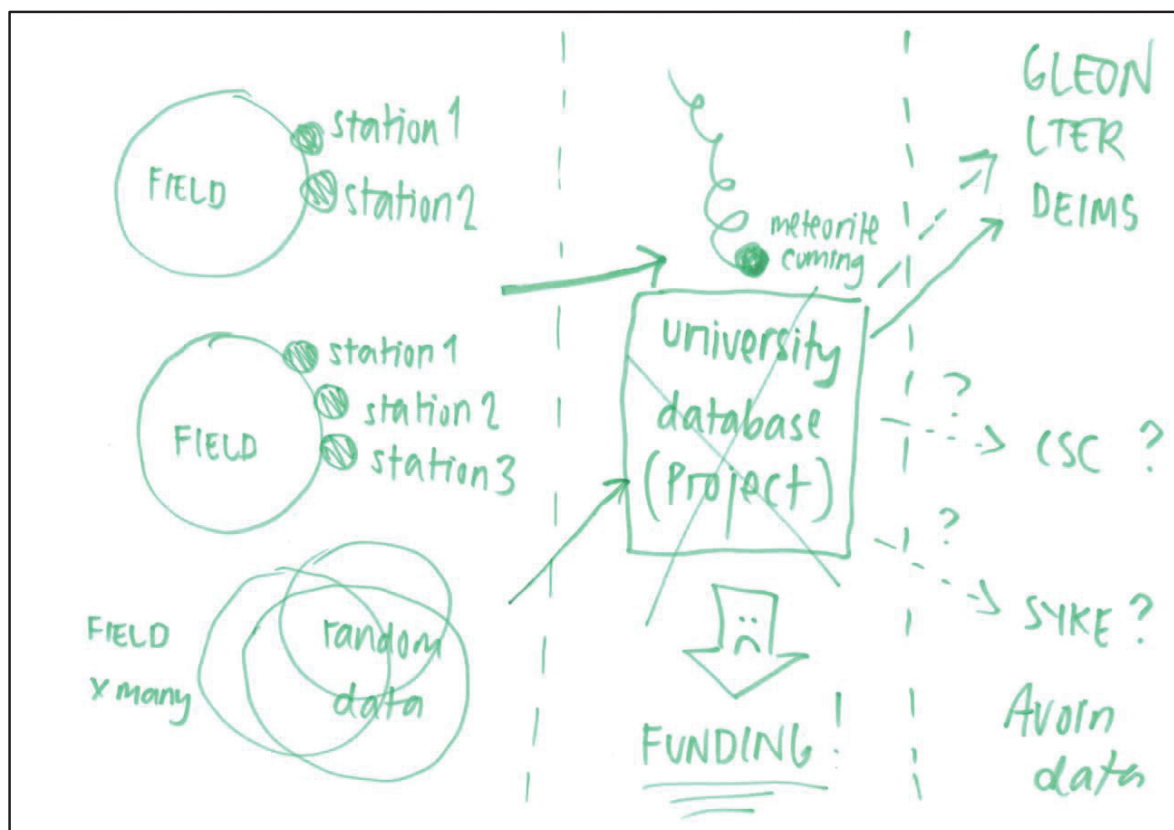 FIELD
station 1
station 2
FIELD
station 1
station 2
station 3
FIELD
x many
random
data
meteorite
cuming
university
database
(Project)
FUNDING!
GLEON
LTER
DEIMS
?
CSC ?
?
SYKE ?
Avoin
data